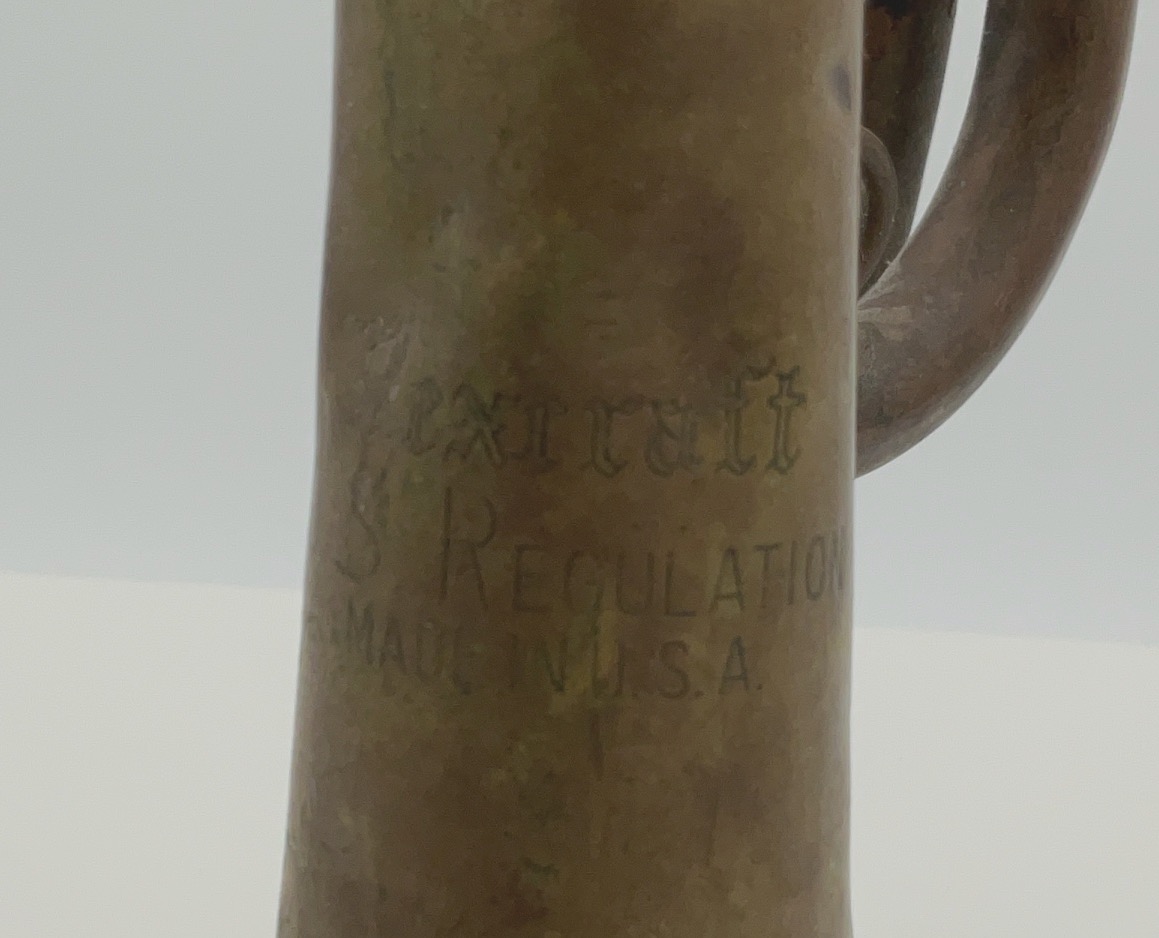 Rexcraft
S REGULATION
MADE IN U.S.A.